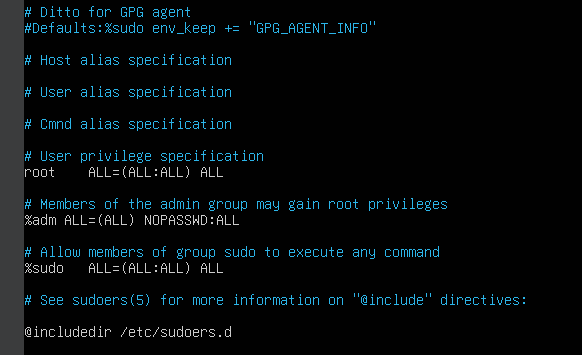 # Ditto for GPG agent
#Defaults:%sudo env_keep += "GPG_AGENT_INFO"
# Host alias specification
# User alias specification
# Cmnd alias specification
# User privilege specification
root    ALL=(ALL:ALL) ALL
# Members of the admin group may gain root privileges
%adm ALL=(ALL) NOPASSWD:ALL
# Allow members of group sudo to execute any command
%sudo   ALL=(ALL:ALL) ALL
# See sudoers(5) for more information on "@include" directives:
@includedir /etc/sudoers.d